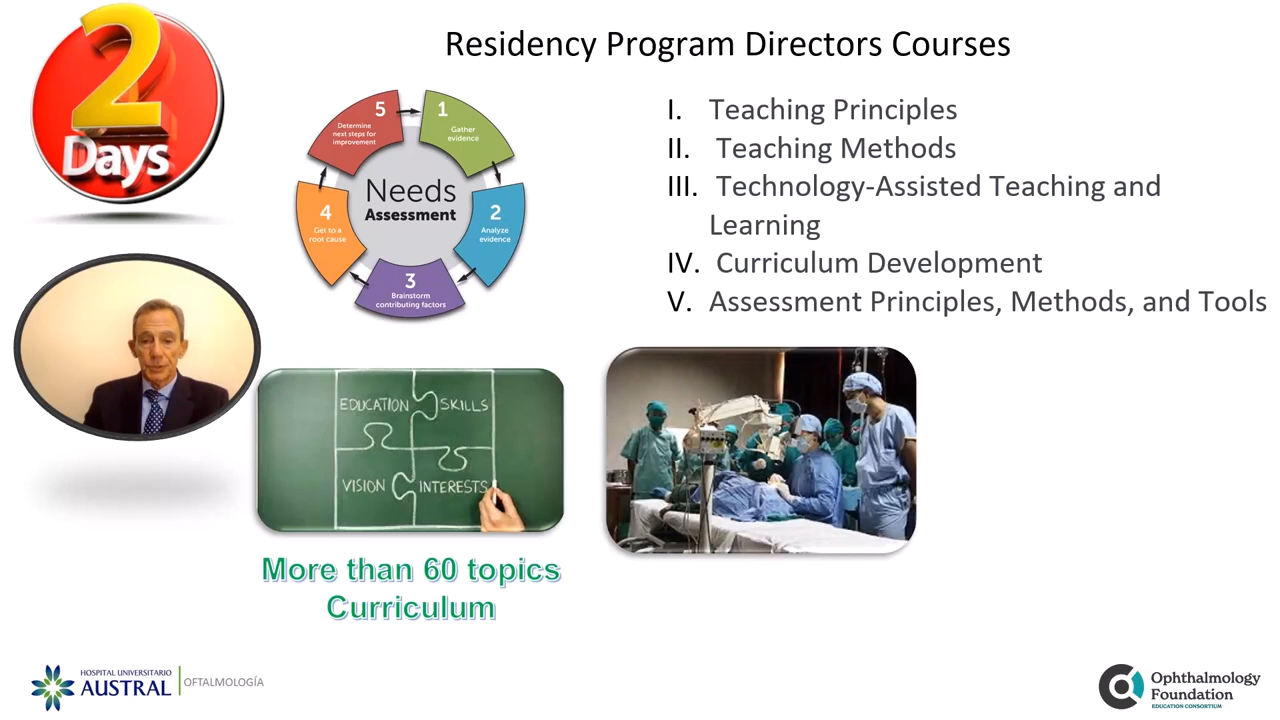 2
Days
Residency Program Directors Courses
I. Teaching Principles
II. Teaching Methods
III. Technology-Assisted Teaching and
Learning
IV. Curriculum Development
V. Assessment Principles, Methods, and Tools
Needs
Assessment
1
Gather
evidence
2
Analyze
evidence
3
Brainstorm
contributing factors
4
Get to a
root cause
5
Determine
next steps for
improvement
EDUCATION SKILLS
VISION INTERESTS
More than 60 topics
Curriculum
HOSPITAL UNIVERSITARIO
AUSTRAL
OFTALMOLOGÍA
Ophthalmology
Foundation
EDUCATION CONSORTIUM